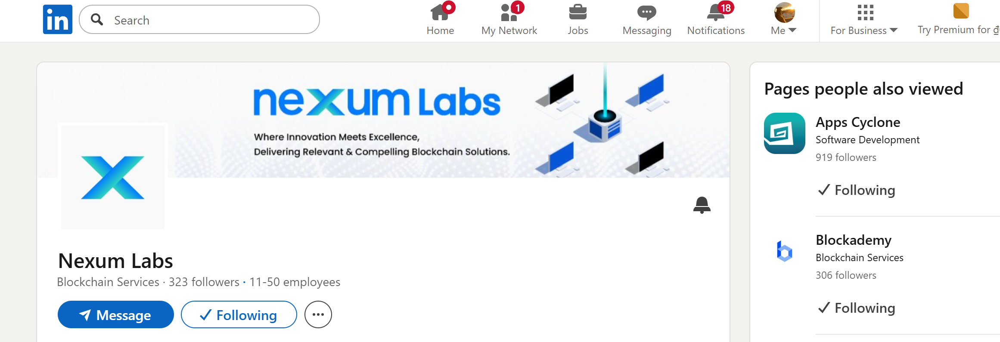 in
Search
Home
1
My Network
Jobs
Messaging
18
Notifications
Me
For Business
Try Premium for ₫
nexum Labs
Where Innovation Meets Excellence,
Delivering Relevant & Compelling Blockchain Solutions.
Nexum Labs
Blockchain Services · 323 followers · 11-50 employees
Message
Following
Pages people also viewed
Apps Cyclone
Software Development
919 followers
Following
Blockademy
Blockchain Services
306 followers
Following